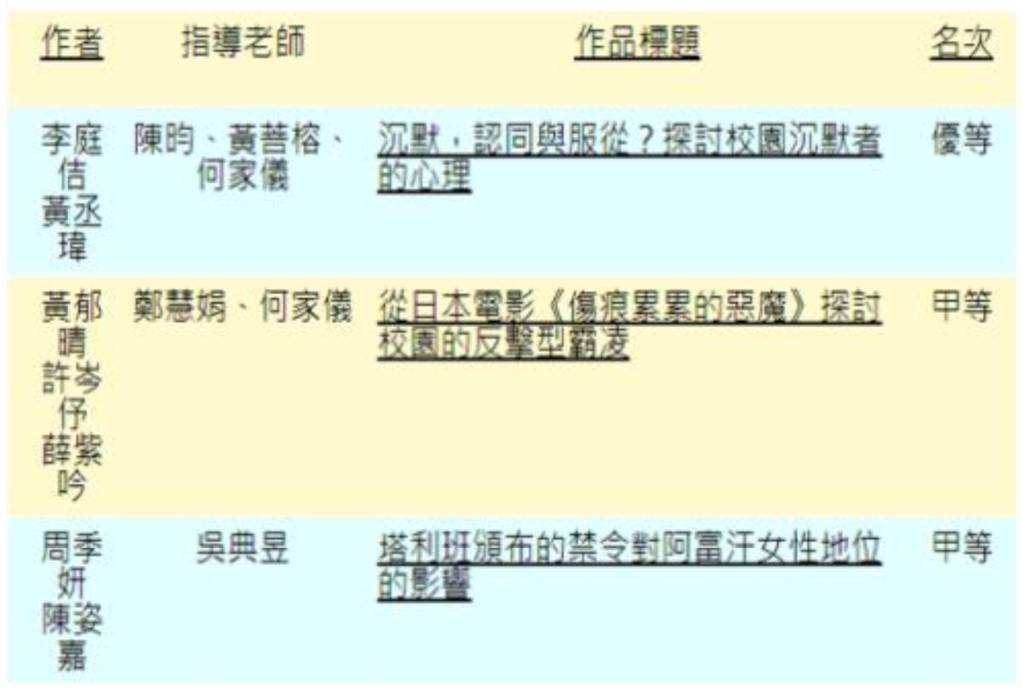 作者 指導老師 作品標題 名次
李庭 陳昀、黃菩榕、 沉默，認同與服從？探討校園沉默者 優等
佶 何家儀 的心理
黃丞
瑋
黃郁 鄭慧娟、何家儀 從日本電影《傷痕累累的惡魔》探討 甲等
晴 校園的反擊型霸凌
許岑
伃
薛紫
吟
周季 吳典昱 塔利班頒布的禁令對阿富汗女性地位 甲等
妍 的影響
陳姿
嘉